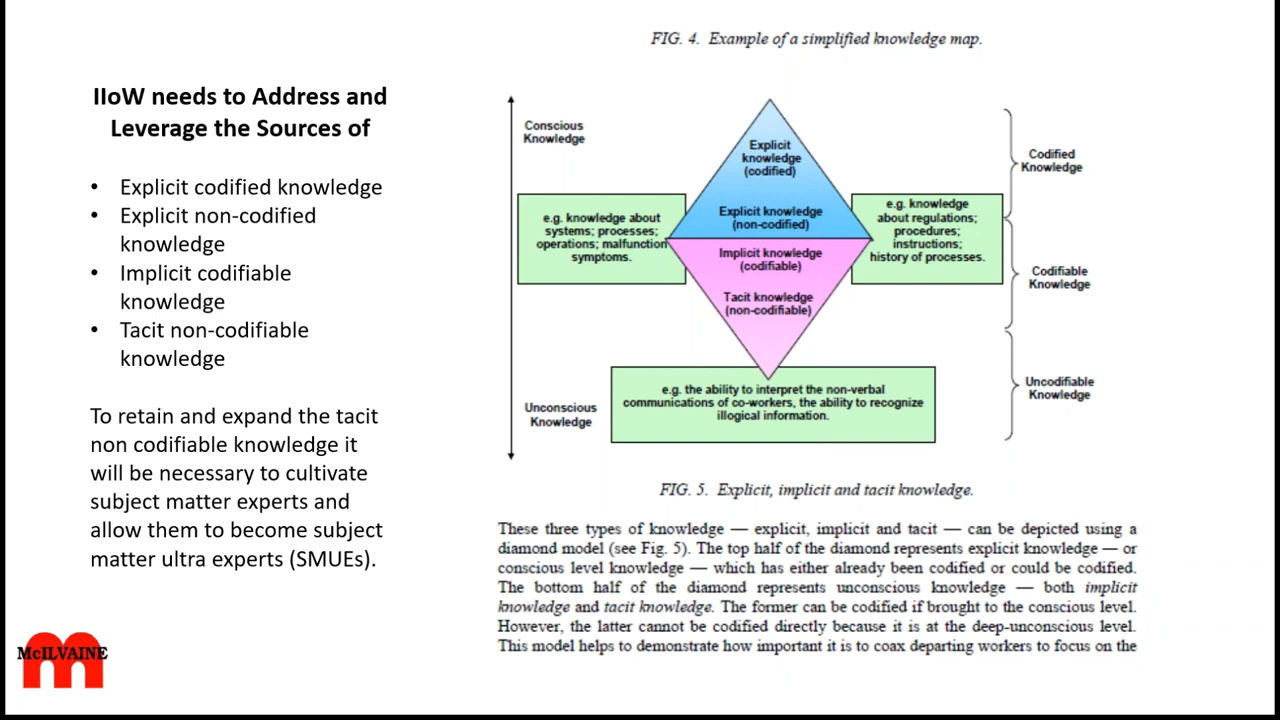 IIoW needs to Address and
Leverage the Sources of
• Explicit codified knowledge
• Explicit non-codified
knowledge
• Implicit codifiable
knowledge
• Tacit non-codifiable
knowledge
To retain and expand the tacit
non codifiable knowledge it
will be necessary to cultivate
subject matter experts and
allow them to become subject
matter ultra experts (SMUEs).
McILVAINE
FIG. 4. Example of a simplified knowledge map.
Conscious
Knowledge
Explicit
knowledge
(codified)
Explicit knowledge
(non-codified)
Implicit knowledge
(codifiable)
Tacit knowledge
(non-codifiable)
e.g. knowledge about
systems; processes;
operations; malfunction
symptoms.
e.g. knowledge
about regulations;
procedures;
instructions;
history of processes.
Codified
Knowledge
Codifiable
Knowledge
Uncodifiable
Knowledge
Unconscious
Knowledge
e.g. the ability to interpret the non-verbal
communications of co-workers, the ability to recognize
illogical information.
FIG. 5. Explicit, implicit and tacit knowledge.
These three types of knowledge — explicit, implicit and tacit — can be depicted using a
diamond model (see Fig. 5). The top half of the diamond represents explicit knowledge — or
conscious level knowledge — which has either already been codified or could be codified.
The bottom half of the diamond represents unconscious knowledge — both implicit
knowledge and tacit knowledge. The former can be codified if brought to the conscious level.
However, the latter cannot be codified directly because it is at the deep-unconscious level.
This model helps to demonstrate how important it is to coax departing workers to focus on the